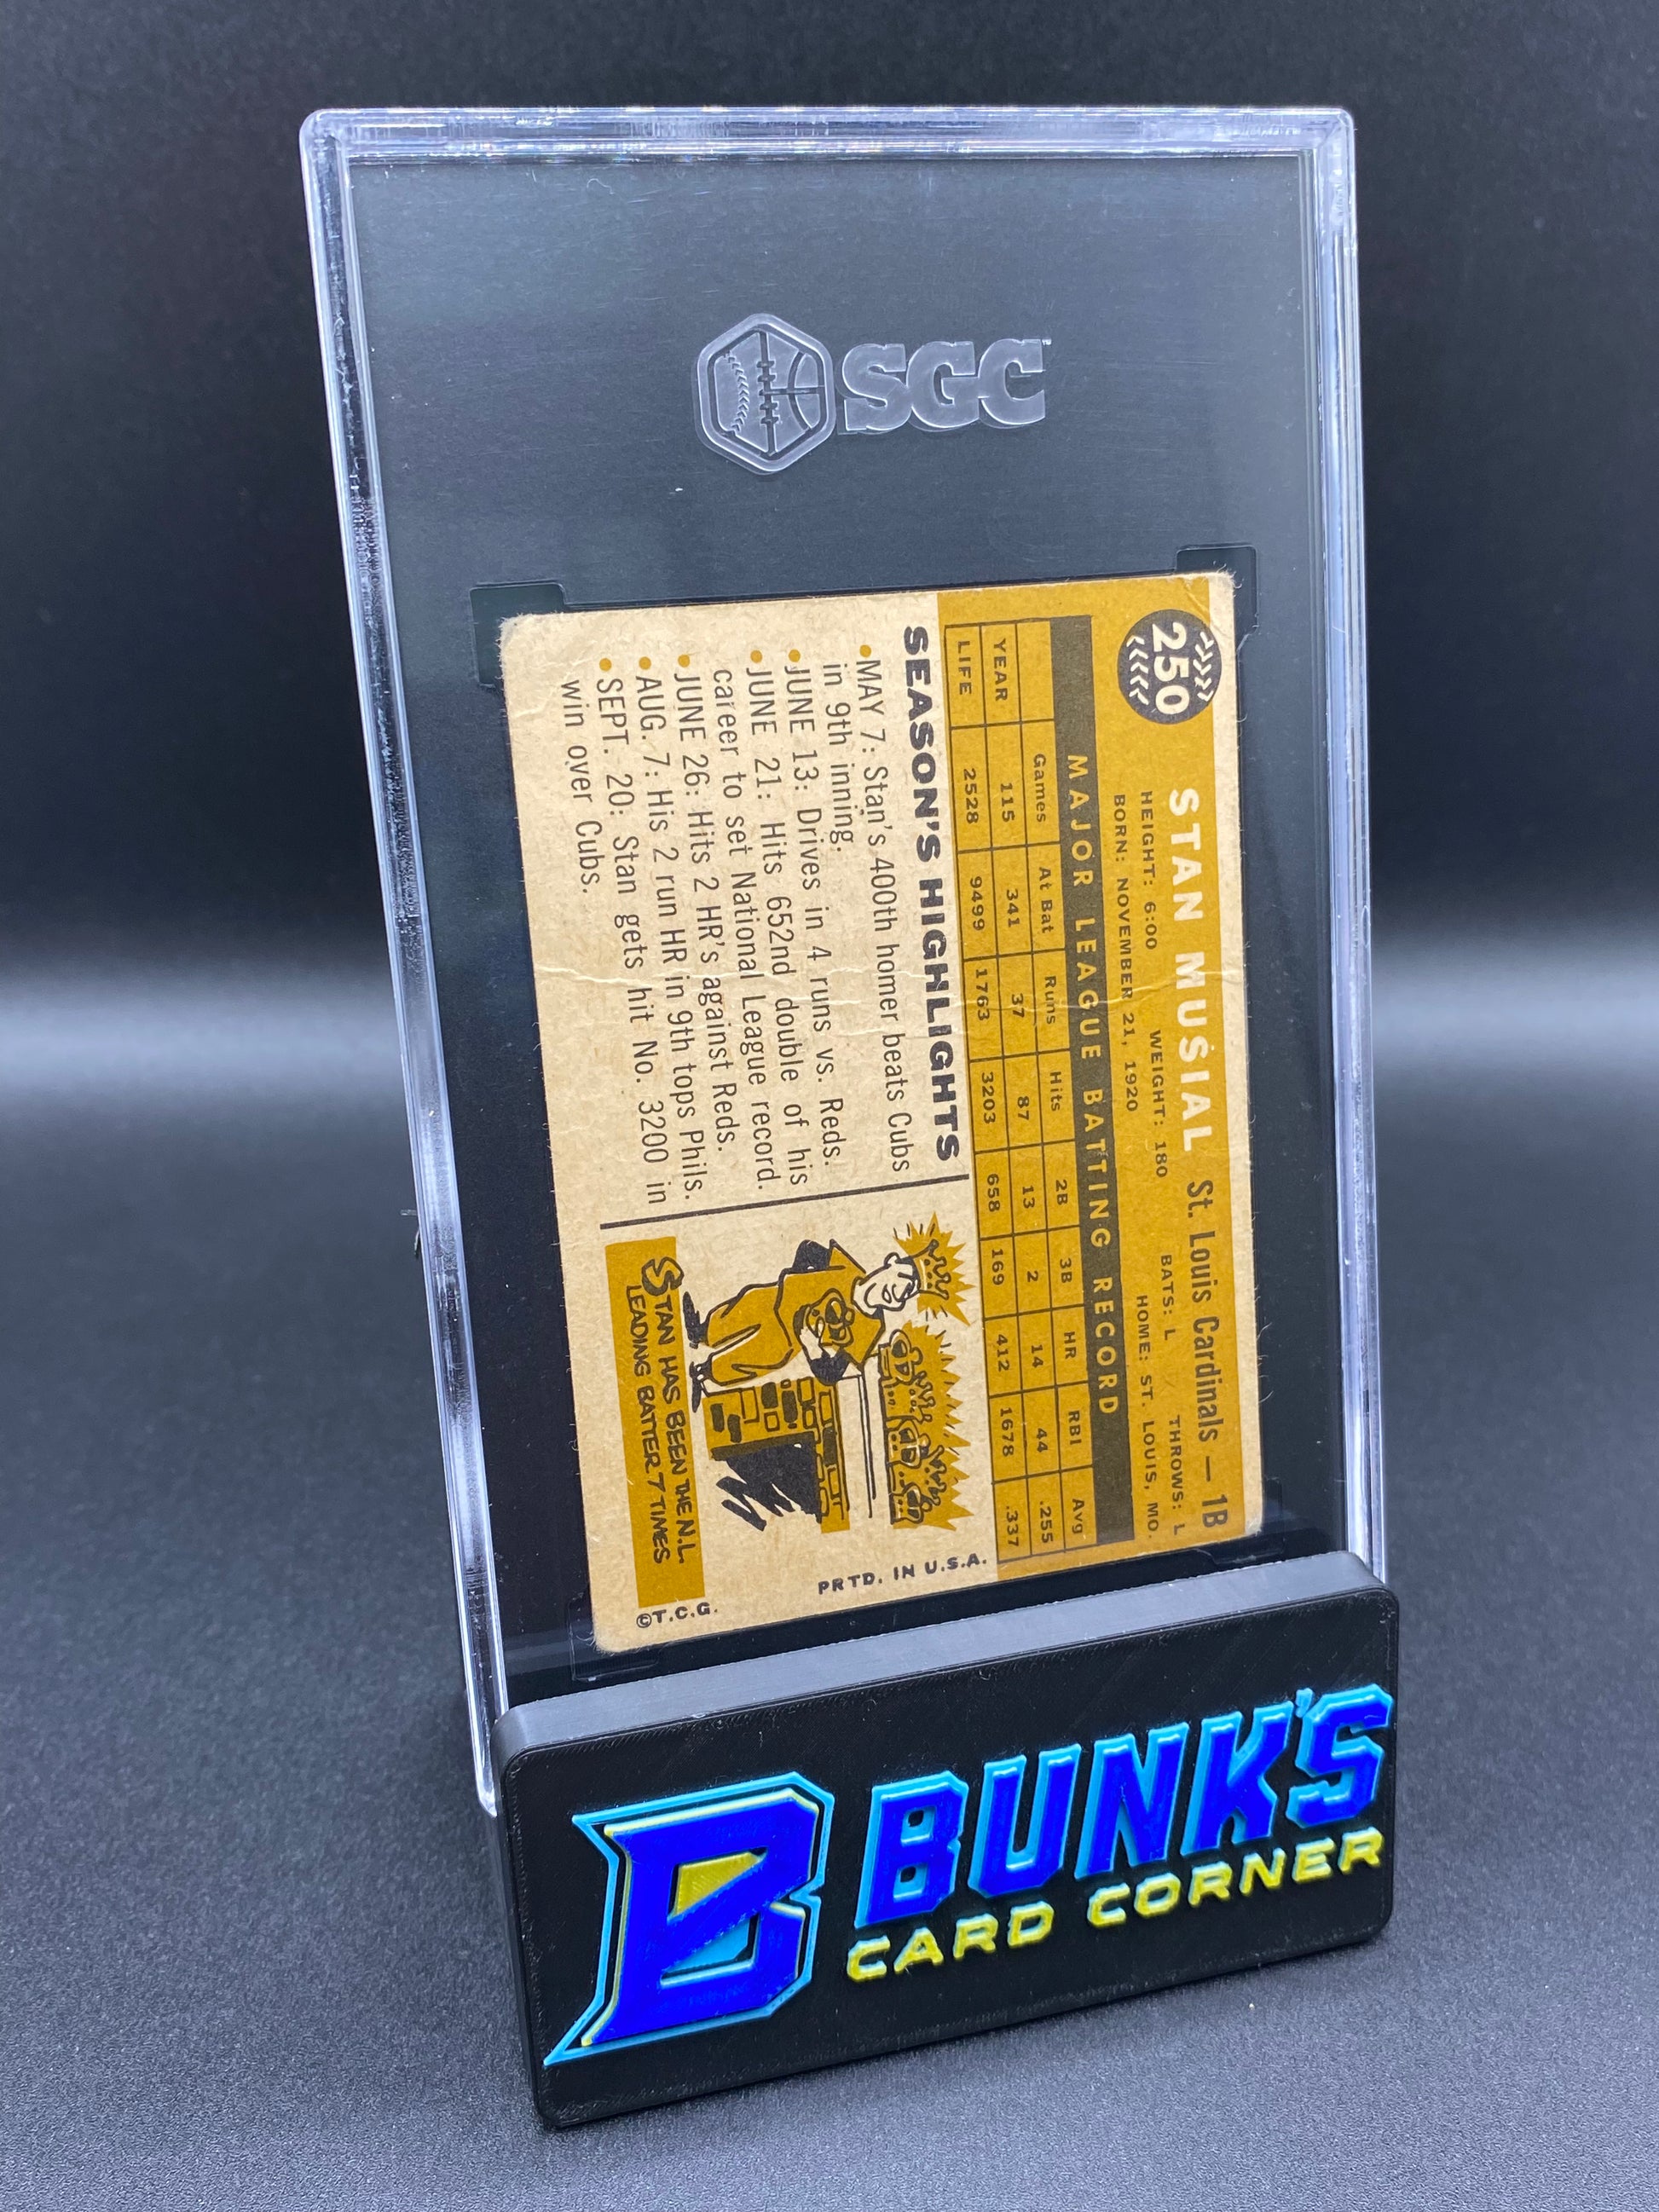 SGC
250
STAN MUSIAL St. Louis Cardinals — 1B
HEIGHT: 6:00 WEIGHT: 180 BATS: L THROWS: L
BORN: NOVEMBER 21, 1920 HOME: ST. LOUIS, MO.
MAJOR LEAGUE BATTING RECORD
Games At Bat Runs Hits 2B 3B HR RBI Avg.
YEAR 115 341 37 87 13 2 14 44 .255
LIFE 2528 9499 1763 3203 658 169 412 1678 .337
SEASON'S HIGHLIGHTS
• MAY 7: Stan's 400th homer beats Cubs
in 9th inning.
• JUNE 13: Drives in 4 runs vs. Reds.
• JUNE 21: Hits 652nd double of his
career to set National League record.
• JUNE 26: Hits 2 HR's against Reds.
• AUG. 7: His 2 run HR in 9th tops Phils.
• SEPT. 20: Stan gets hit No. 3200 in
win over Cubs.
STAN HAS BEEN THE N.L.
LEADING BATTER 7 TIMES
PRTD. IN U.S.A.
©T.C.G.
B
BUNK'S
CARD CORNER